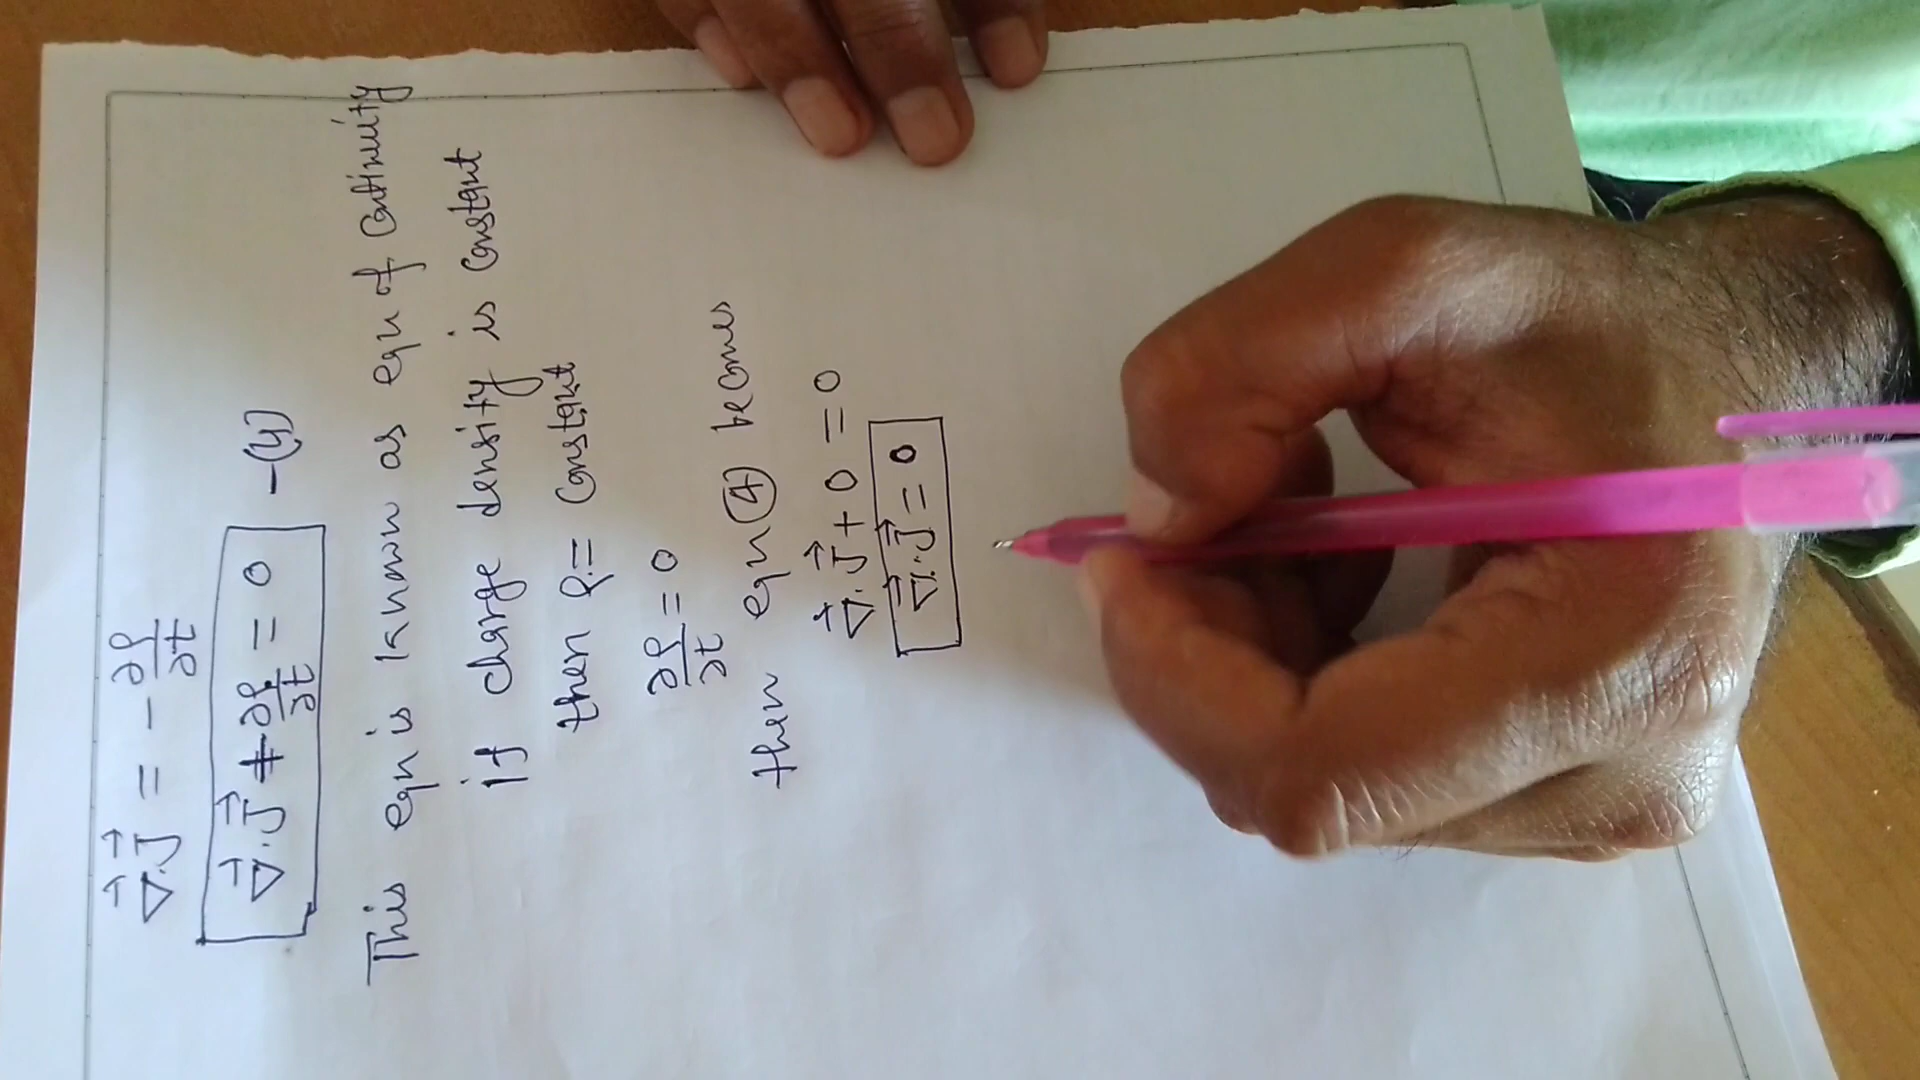 ∇⃗.J⃗ = -∂ρ/∂t
∇⃗.J⃗ + ∂ρ/∂t = 0 -(4)
This eqn is known as eqn of continuity
if charge density is constant
then ρ = constant
∂ρ/∂t = 0
then eqn ④ becomes
∇⃗.J⃗ + 0 = 0
∇⃗.J⃗ = 0